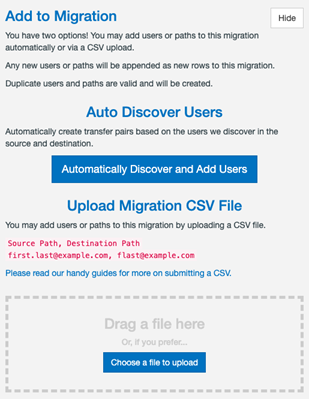 Add to Migration
Hide
You have two options! You may add users or paths to this migration
automatically or via a CSV upload.
Any new users or paths will be appended as new rows to this migration.
Duplicate users and paths are valid and will be created.
Auto Discover Users
Automatically create transfer pairs based on the users we discover in the
source and destination.
Automatically Discover and Add Users
Upload Migration CSV File
You may add users or paths to this migration by uploading a CSV file.
Source Path, Destination Path
first.last@example.com, flast@example.com
Please read our handy guides for more on submitting a CSV.
Drag a file here
Or, if you prefer...
Choose a file to upload